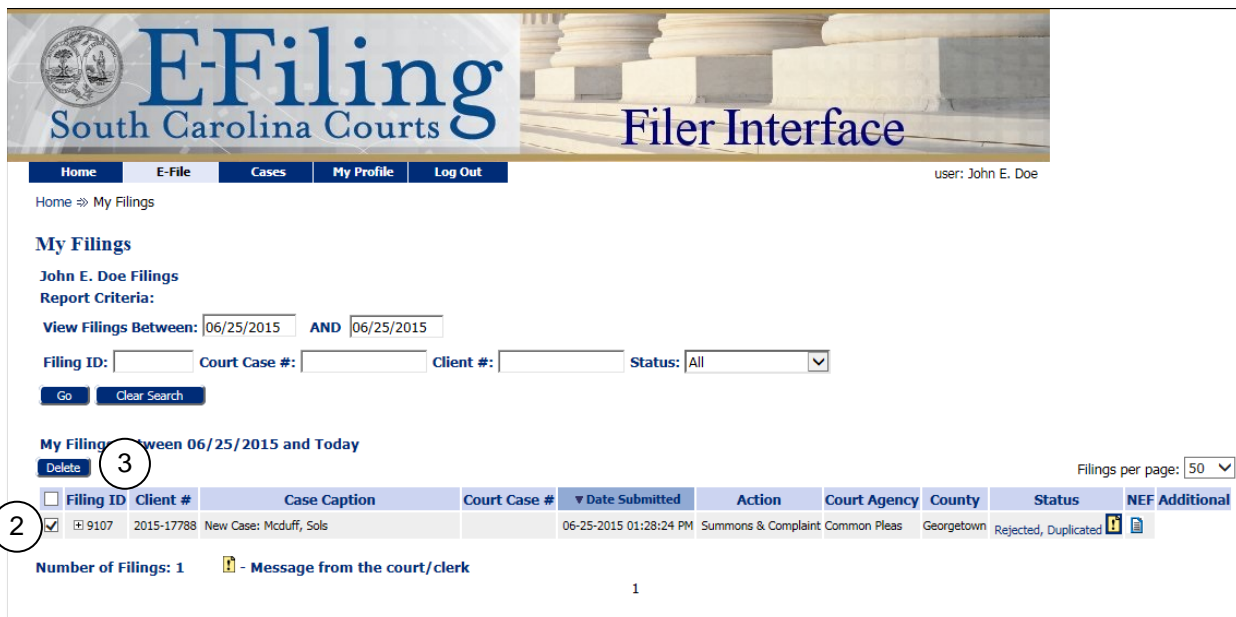 E-Filing
South Carolina Courts
Filer Interface
Home E-File Cases My Profile Log Out user: John E. Doe
Home ⇒ My Filings
My Filings
John E. Doe Filings
Report Criteria:
View Filings Between: 06/25/2015 AND 06/25/2015
Filing ID: Court Case #: Client #: Status: All
Go Clear Search
My Filings between 06/25/2015 and Today
Delete 3 Filings per page: 50
Filing ID Client # Case Caption Court Case # ▼ Date Submitted Action Court Agency County Status NEF Additional
2 9107 2015-17788 New Case: Mcduff, Sols 06-25-2015 01:28:24 PM Summons & Complaint Common Pleas Georgetown Rejected, Duplicated
Number of Filings: 1 ! - Message from the court/clerk
1